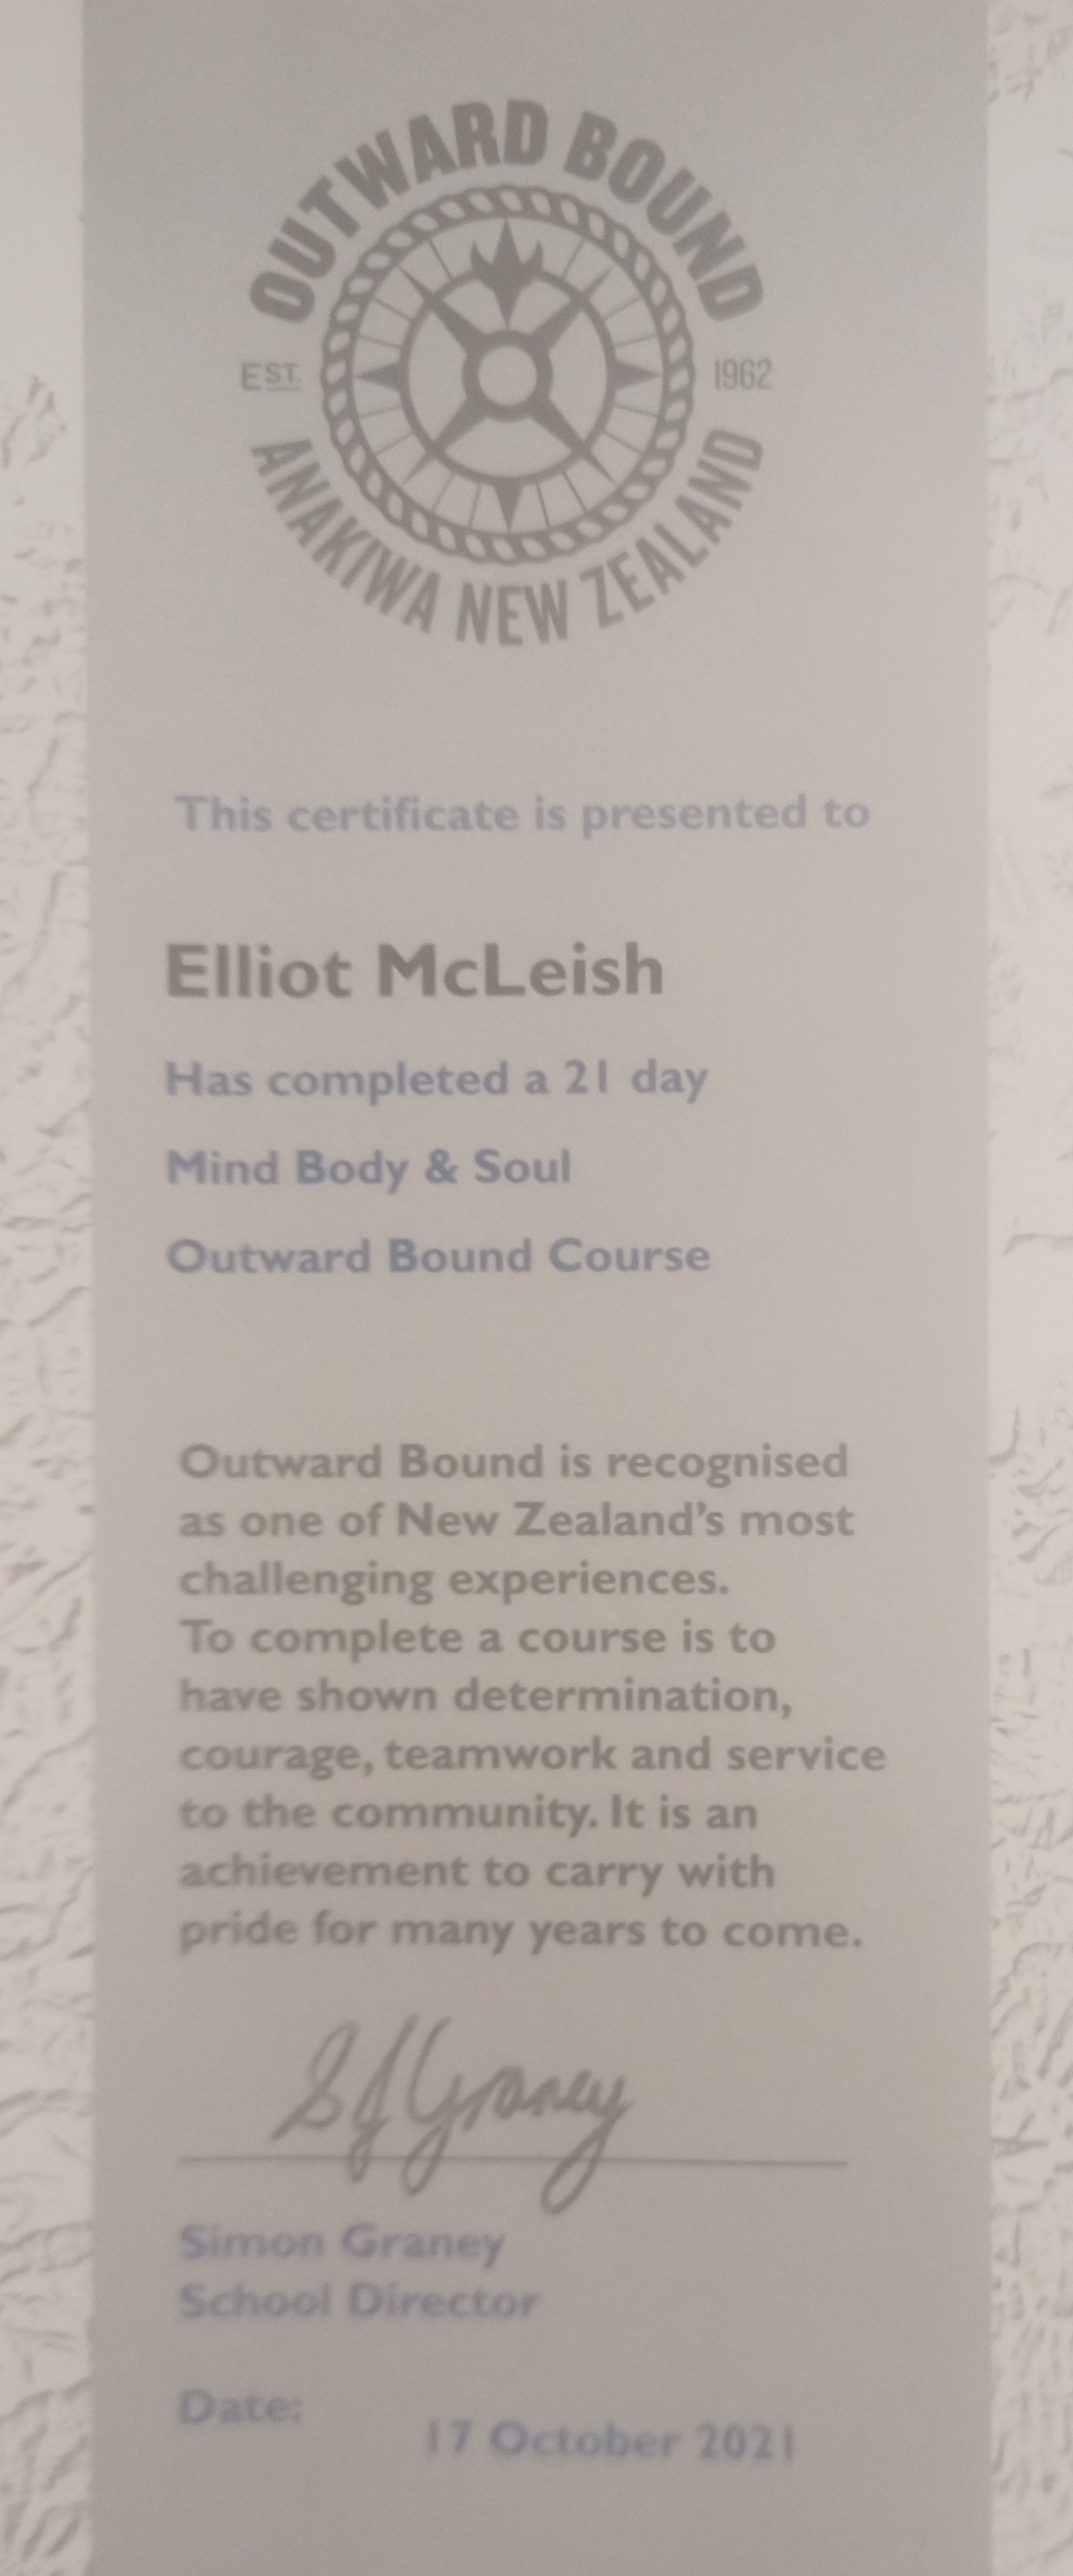 OUTWARD BOUND
EST. 1962
ANAKIWA NEW ZEALAND
This certificate is presented to
Elliot McLeish
Has completed a 21 day
Mind Body & Soul
Outward Bound Course
Outward Bound is recognised
as one of New Zealand's most
challenging experiences.
To complete a course is to
have shown determination,
courage, teamwork and service
to the community. It is an
achievement to carry with
pride for many years to come.
SJGraney
Simon Graney
School Director
Date:
17 October 2021